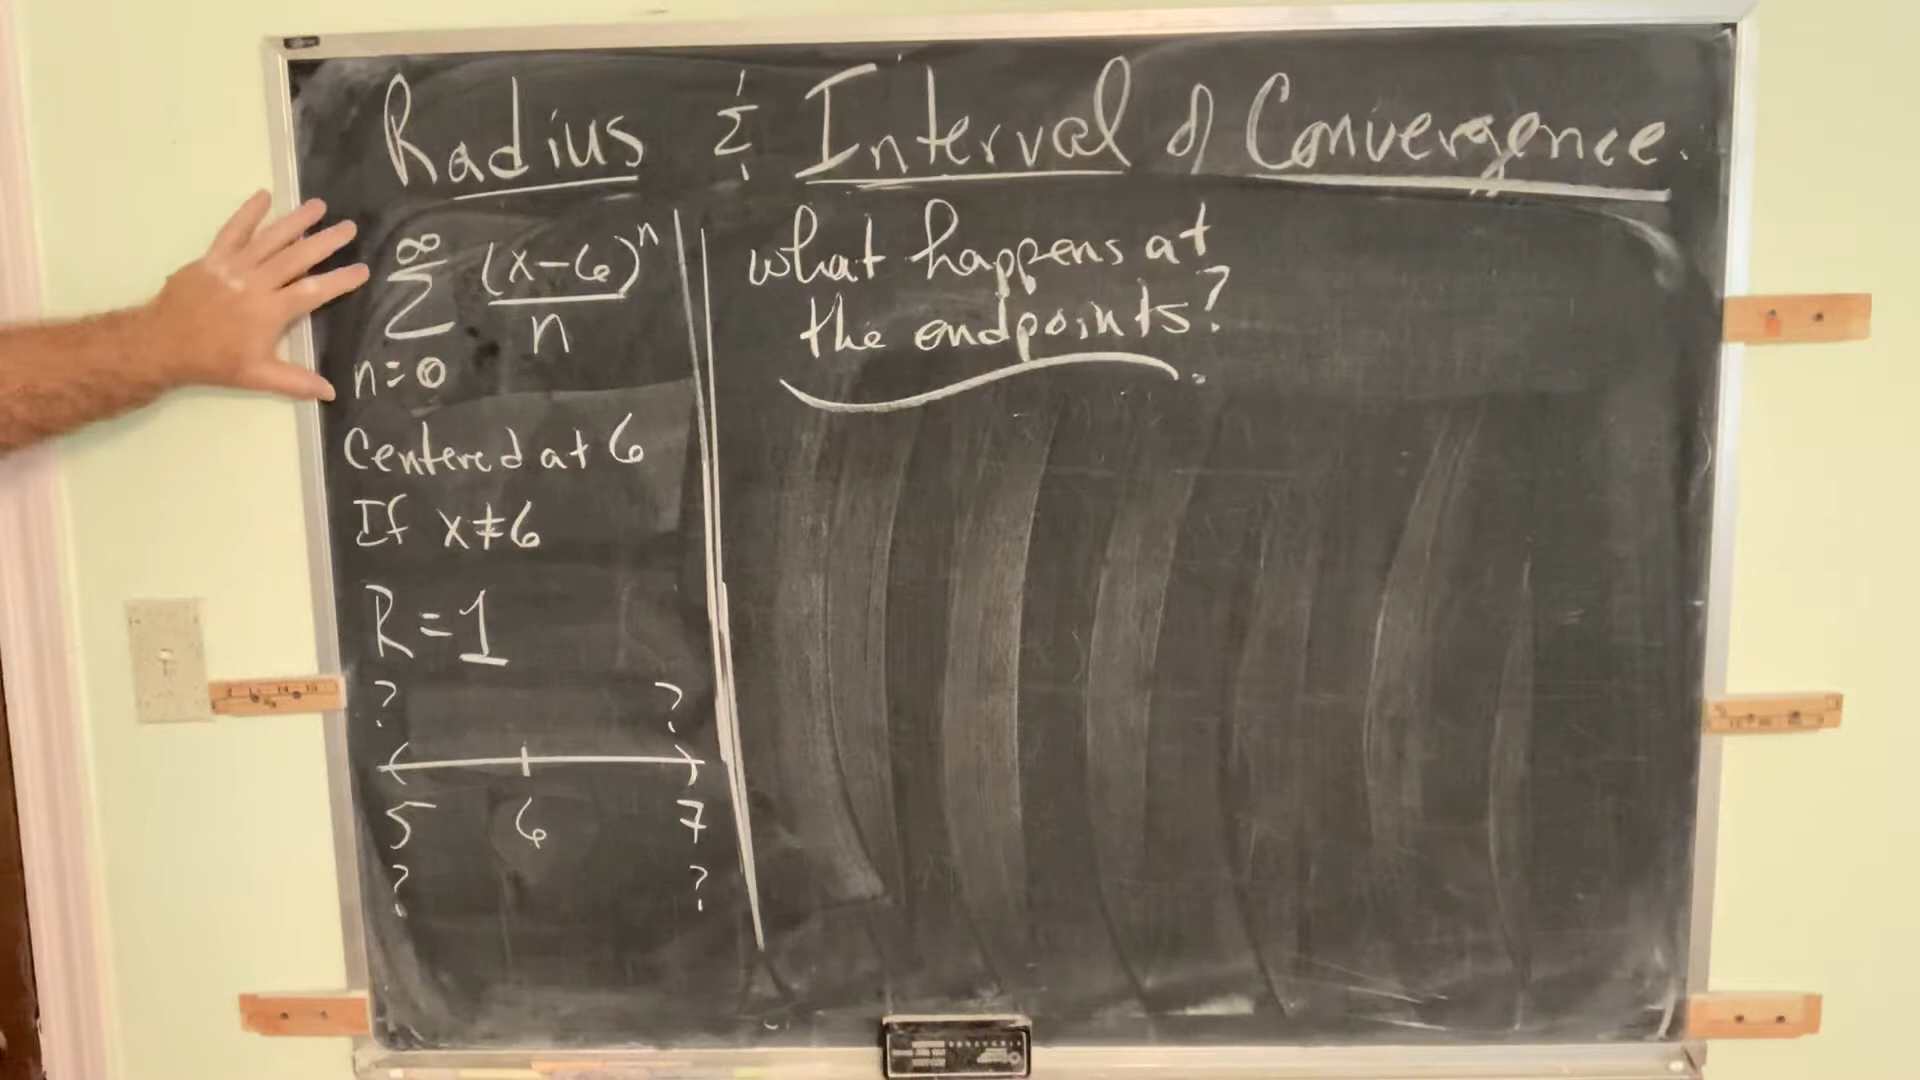 Radius & Interval of Convergence.
∞
∑ (x-6)^n / n
n=0
Centered at 6
If x≠6
R=1
? ?
5 6 7
? ?
what happens at
the endpoints?